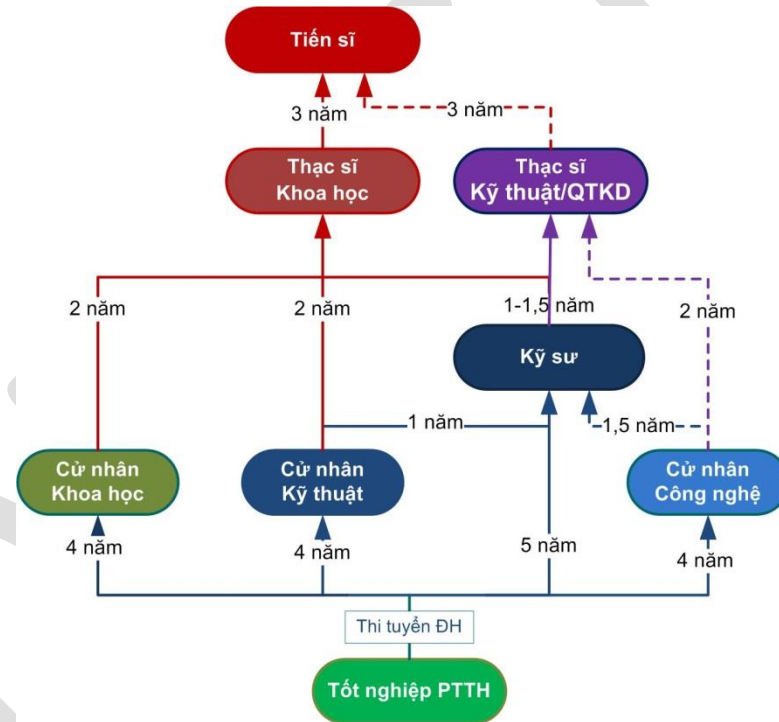 Tiến sĩ
3 năm
3 năm
Thạc sĩ
Khoa học
Thạc sĩ
Kỹ thuật/QTKD
2 năm
2 năm
1-1,5 năm
2 năm
Kỹ sư
1 năm
1,5 năm
Cử nhân
Khoa học
Cử nhân
Kỹ thuật
Cử nhân
Công nghệ
4 năm
4 năm
5 năm
4 năm
Thi tuyển ĐH
Tốt nghiệp PTTH